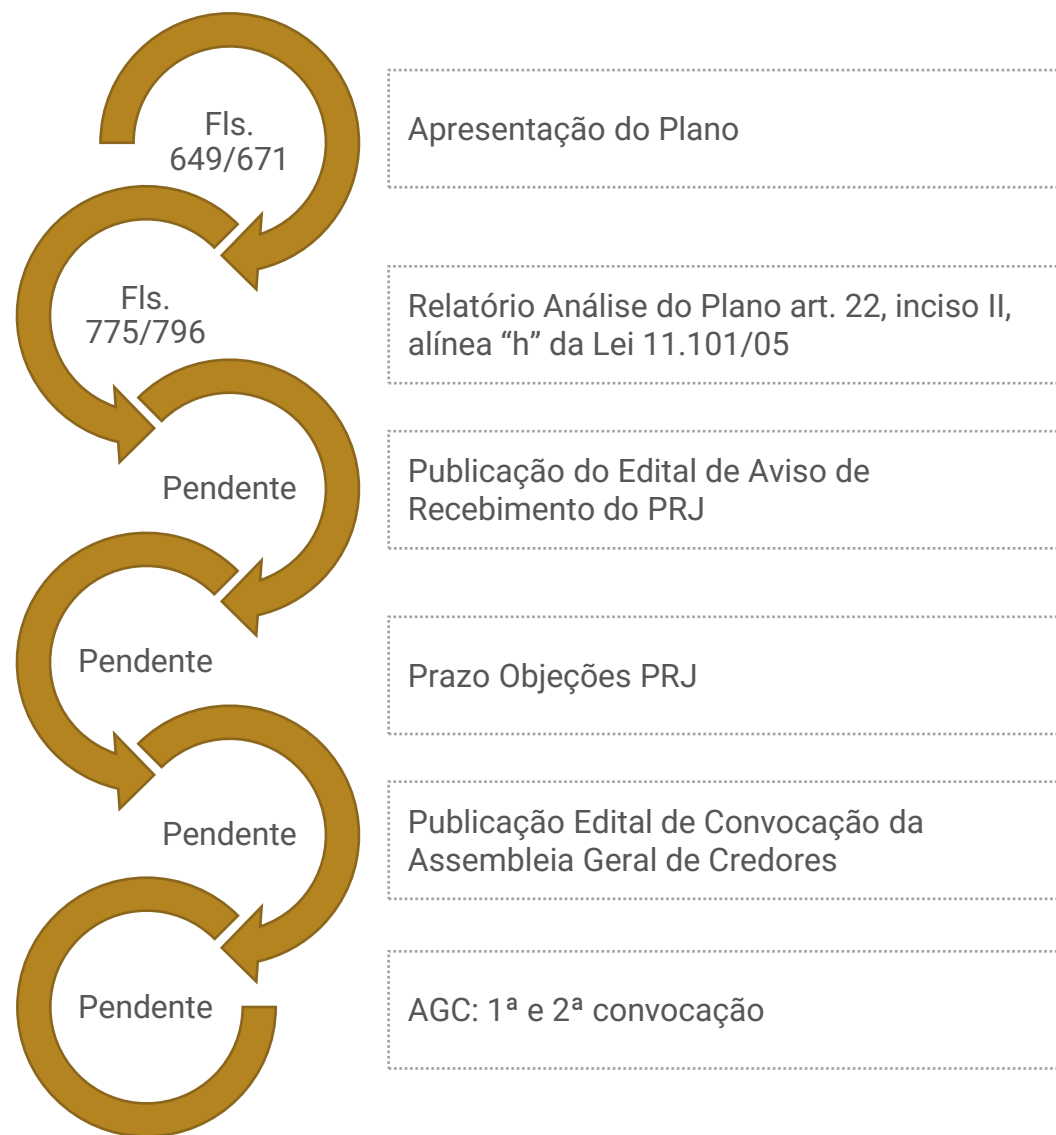 Fls.
649/671
Apresentação do Plano
Fls.
775/796
Relatório Análise do Plano art. 22, inciso II,
alínea “h” da Lei 11.101/05
Pendente
Publicação do Edital de Aviso de
Recebimento do PRJ
Pendente
Prazo Objeções PRJ
Pendente
Publicação Edital de Convocação da
Assembleia Geral de Credores
Pendente
AGC: 1ª e 2ª convocação